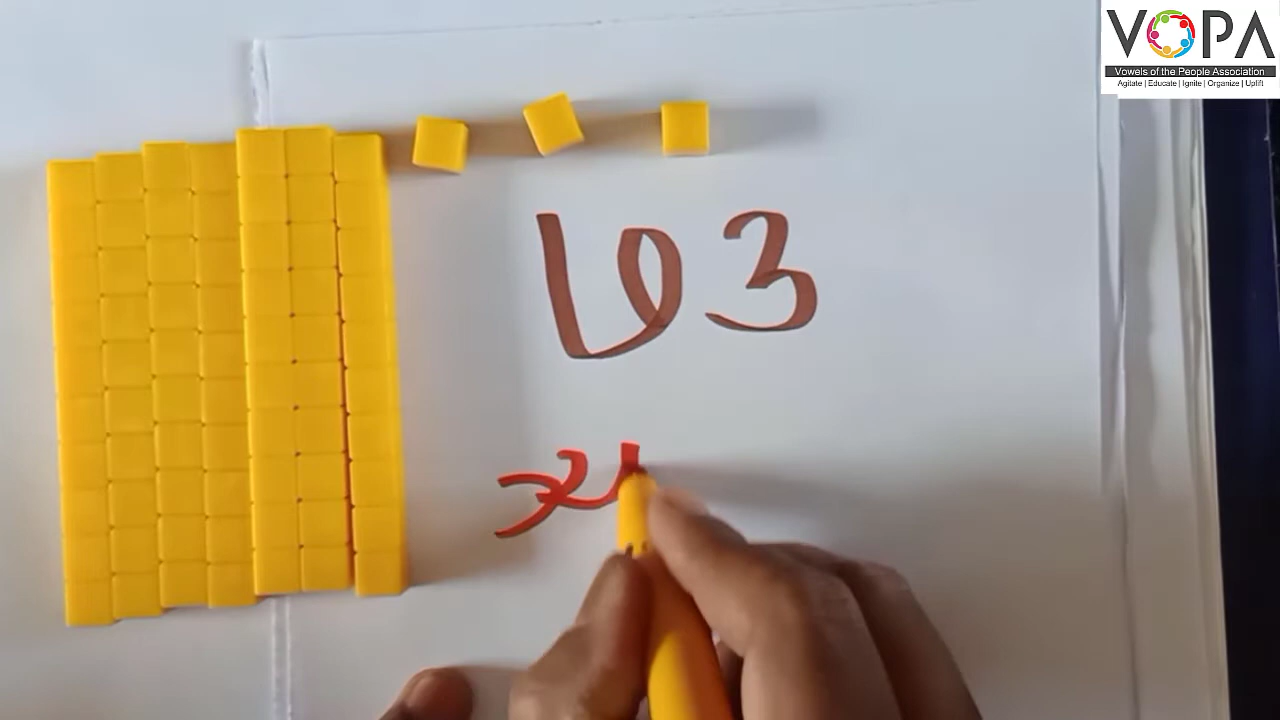 VOPA
Vowels of the People Association
Agitate | Educate | Ignite | Organize | Uplift
७३